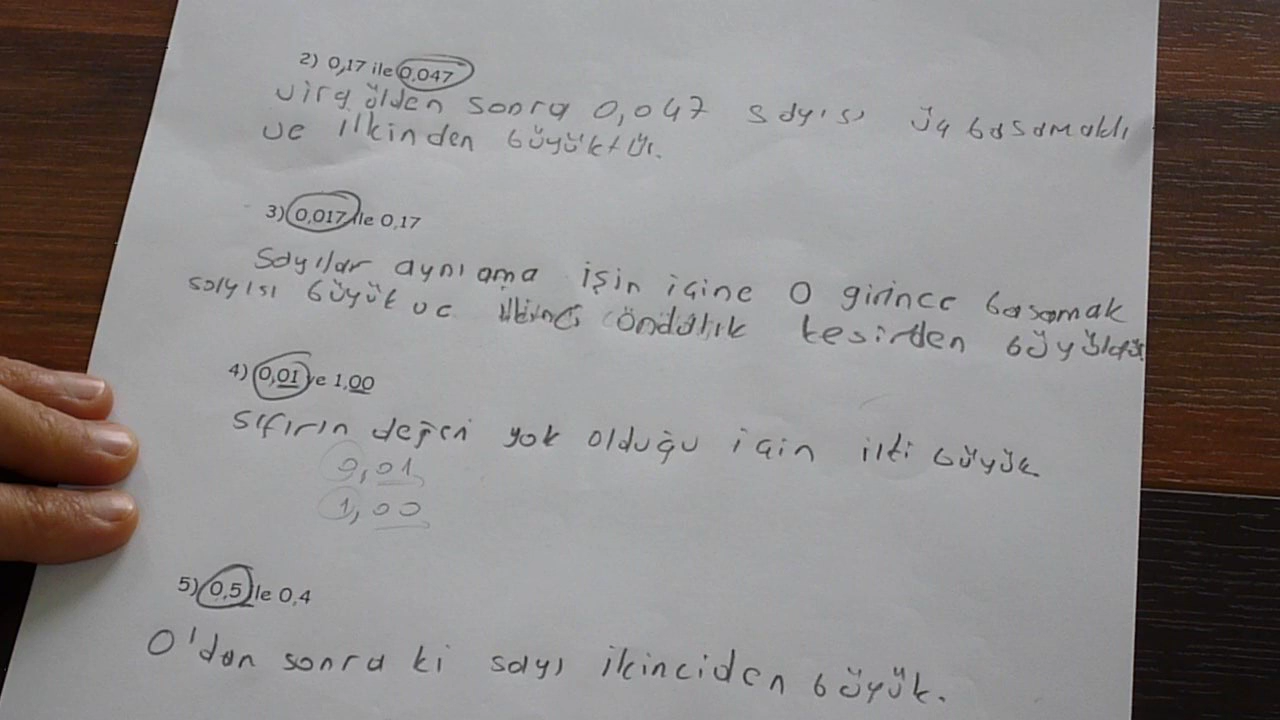 2) 0,17 ile 0,047
virgülden sonra 0,047 sayısı üç basamaklı
ve ilkinden büyüktür.
3) 0,017 ile 0,17
Sayılar aynı ama işin içine 0 girince basamak
sayısı büyük ve öndalık kesirden büyüktür
4) 0,01 ve 1,00
Sıfırın değeri yok olduğu için ilki büyük
0,01
1,00
5) 0,5 ile 0,4
0'dan sonra ki sayı ikinciden büyük.